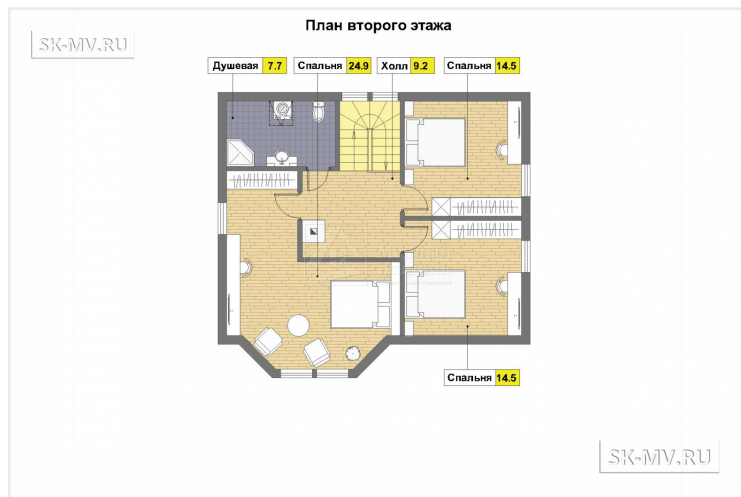 План второго этажа
SK-MV.RU
Душевая 7.7
Спальня 24.9
Холл 9.2
Спальня 14.5
Спальня 14.5
SK-MV.RU